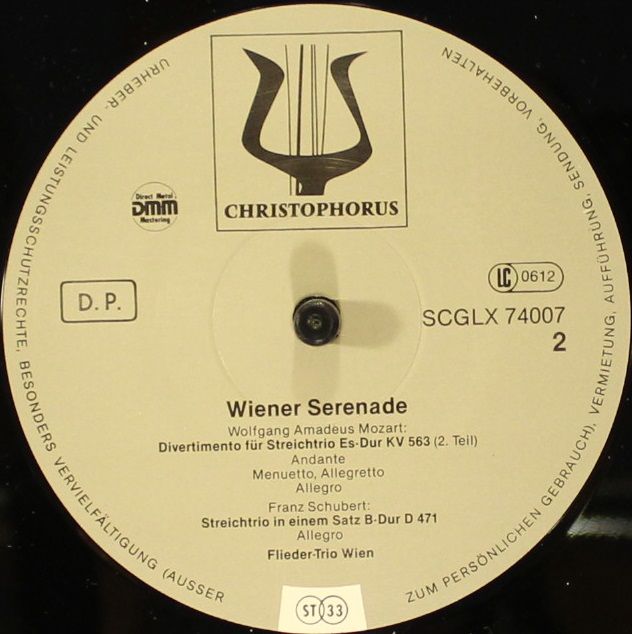 CHRISTOPHORUS
Direct Metal
DMM
Mastering
LC 0612
D. P.
SCGLX 74007
2
Wiener Serenade
Wolfgang Amadeus Mozart:
Divertimento für Streichtrio Es-Dur KV 563 (2. Teil)
Andante
Menuetto, Allegretto
Allegro
Franz Schubert:
Streichtrio in einem Satz B-Dur D 471
Allegro
Flieder-Trio Wien
ST 33
URHEBER- UND LEISTUNGSSCHUTZRECHTE, BESONDERS VERVIELFÄLTIGUNG (AUSSER
ZUM PERSÖNLICHEN GEBRAUCH), VERMIETUNG, AUFFÜHRUNG, SENDUNG, VORBEHALTEN